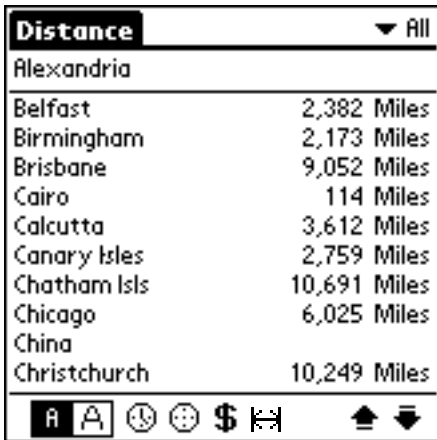 Distance All
Alexandria
Belfast 2,382 Miles
Birmingham 2,173 Miles
Brisbane 9,052 Miles
Cairo 114 Miles
Calcutta 3,612 Miles
Canary Isles 2,759 Miles
Chatham Isls 10,691 Miles
Chicago 6,025 Miles
China
Christchurch 10,249 Miles
A A $